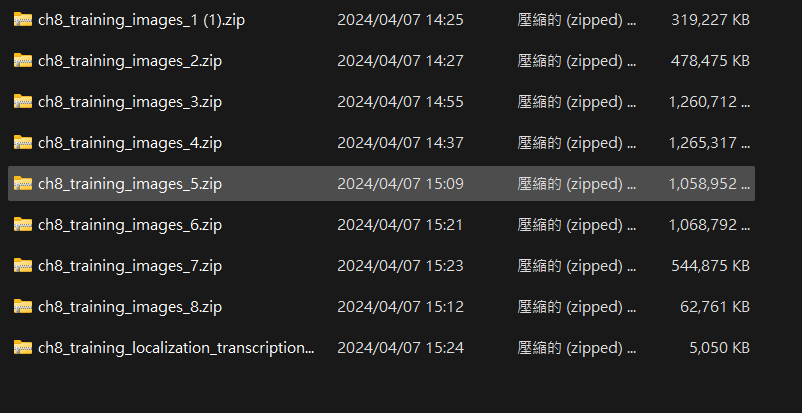 ch8_training_images_1 (1).zip 2024/04/07 14:25 壓縮的 (zipped) ... 319,227 KB
ch8_training_images_2.zip 2024/04/07 14:27 壓縮的 (zipped) ... 478,475 KB
ch8_training_images_3.zip 2024/04/07 14:55 壓縮的 (zipped) ... 1,260,712 ...
ch8_training_images_4.zip 2024/04/07 14:37 壓縮的 (zipped) ... 1,265,317 ...
ch8_training_images_5.zip 2024/04/07 15:09 壓縮的 (zipped) ... 1,058,952 ...
ch8_training_images_6.zip 2024/04/07 15:21 壓縮的 (zipped) ... 1,068,792 ...
ch8_training_images_7.zip 2024/04/07 15:23 壓縮的 (zipped) ... 544,875 KB
ch8_training_images_8.zip 2024/04/07 15:12 壓縮的 (zipped) ... 62,761 KB
ch8_training_localization_transcription... 2024/04/07 15:24 壓縮的 (zipped) ... 5,050 KB